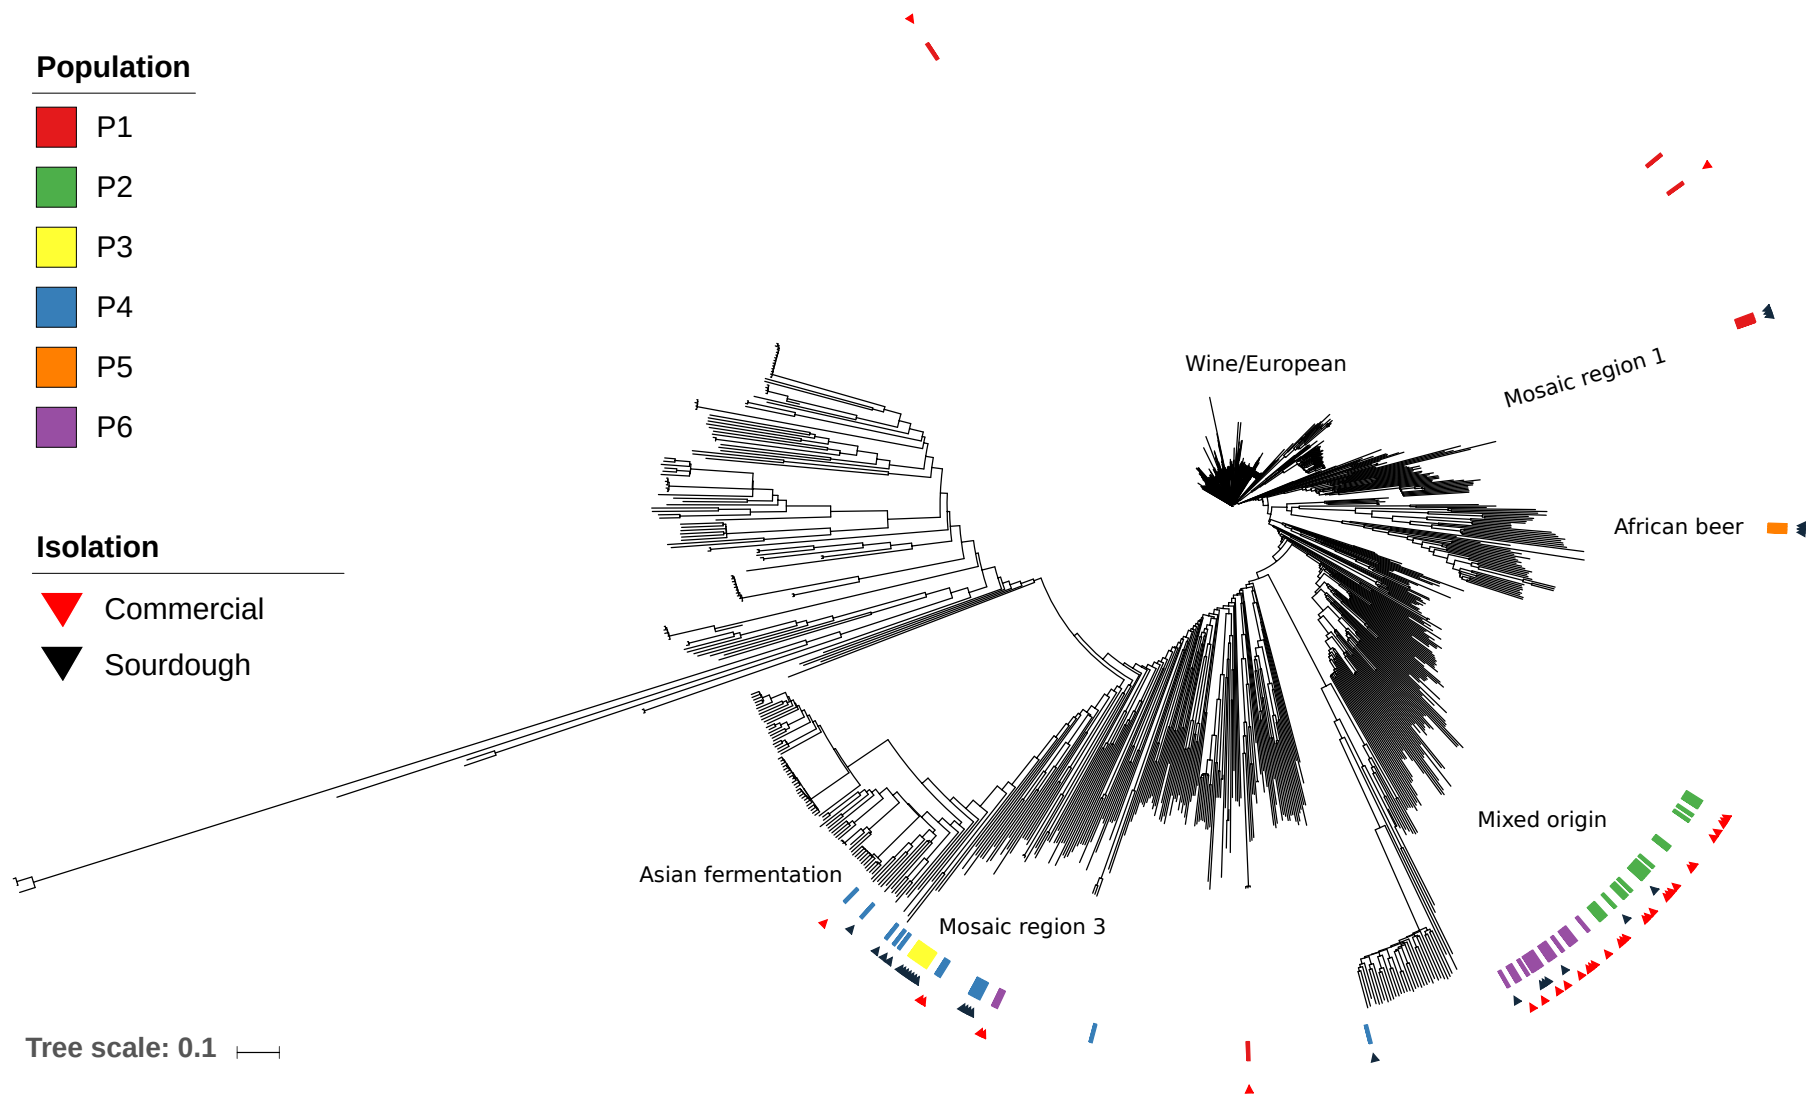 Population
P1
P2
P3
P4
P5
P6
Isolation
Commercial
Sourdough
Wine/European
Mosaic region 1
African beer
Mixed origin
Asian fermentation
Mosaic region 3
Tree scale: 0.1